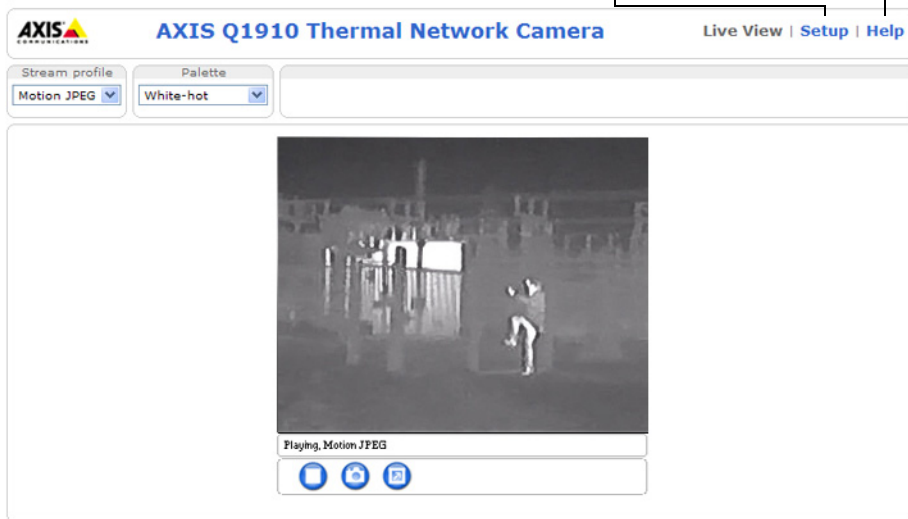 AXIS
COMMUNICATIONS
AXIS Q1910 Thermal Network Camera
Live View | Setup | Help
Stream profile
Palette
Motion JPEG
White-hot
Playing, Motion JPEG